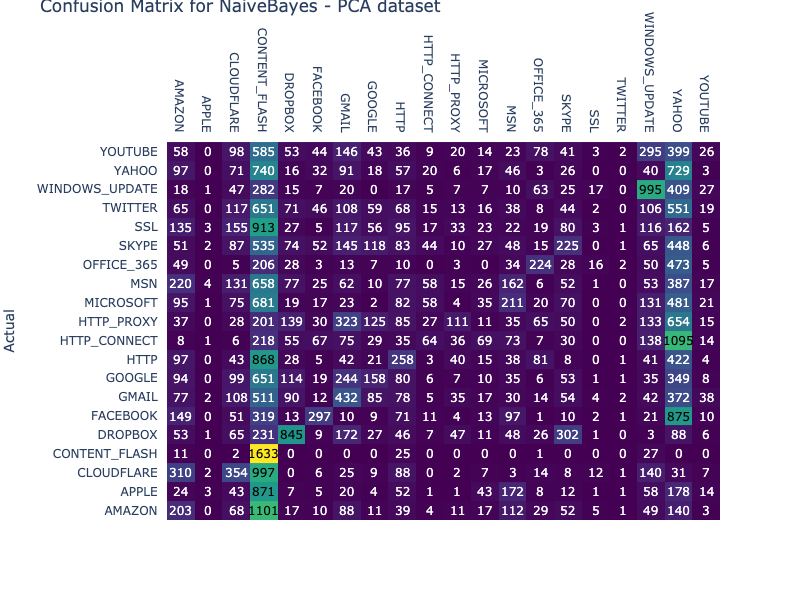 Confusion Matrix for NaiveBayes - PCA dataset
AMAZON APPLE CLOUDFLARE CONTENT_FLASH DROPBOX FACEBOOK GMAIL GOOGLE HTTP HTTP_CONNECT HTTP_PROXY MICROSOFT MSN OFFICE_365 SKYPE SSL TWITTER WINDOWS_UPDATE YAHOO YOUTUBE
YOUTUBE 58 0 98 585 53 44 146 43 36 9 20 14 23 78 41 3 2 295 399 26
YAHOO 97 0 71 740 16 32 91 18 57 20 6 17 46 3 26 0 0 40 729 3
WINDOWS_UPDATE 18 1 47 282 15 7 20 0 17 5 7 7 10 63 25 17 0 995 409 27
TWITTER 65 0 117 651 71 46 108 59 68 15 13 16 38 8 44 2 0 106 551 19
SSL 135 3 155 913 27 5 117 56 95 17 33 23 22 19 80 3 1 116 162 5
SKYPE 51 2 87 535 74 52 145 118 83 44 10 27 48 15 225 0 1 65 448 6
OFFICE_365 49 0 5 206 28 3 13 7 10 0 3 0 34 224 28 16 2 50 473 5
MSN 220 4 131 658 77 25 62 10 77 58 15 26 162 6 52 1 0 53 387 17
MICROSOFT 95 1 75 681 19 17 23 2 82 58 4 35 211 20 70 0 0 131 481 21
HTTP_PROXY 37 0 28 201 139 30 323 125 85 27 111 11 35 65 50 0 2 133 654 15
HTTP_CONNECT 8 1 6 218 55 67 75 29 35 64 36 69 73 7 30 0 0 138 1095 14
HTTP 97 0 43 868 28 5 42 21 258 3 40 15 38 81 8 0 1 41 422 4
GOOGLE 94 0 99 651 114 19 244 158 80 6 7 10 35 6 53 1 1 35 349 8
GMAIL 77 2 108 511 90 12 432 85 78 5 35 17 30 14 54 4 2 42 372 38
FACEBOOK 149 0 51 319 13 297 10 9 71 11 4 13 97 1 10 2 1 21 875 10
DROPBOX 53 1 65 231 845 9 172 27 46 7 47 11 48 26 302 1 0 3 88 6
CONTENT_FLASH 11 0 2 1633 0 0 0 0 25 0 0 0 0 1 0 0 0 27 0 0
CLOUDFLARE 310 2 354 997 0 6 25 9 88 0 2 7 3 14 8 12 1 140 31 7
APPLE 24 3 43 871 7 5 20 4 52 1 1 43 172 8 12 1 1 58 178 14
AMAZON 203 0 68 1101 17 10 88 11 39 4 11 17 112 29 52 5 1 49 140 3
Actual